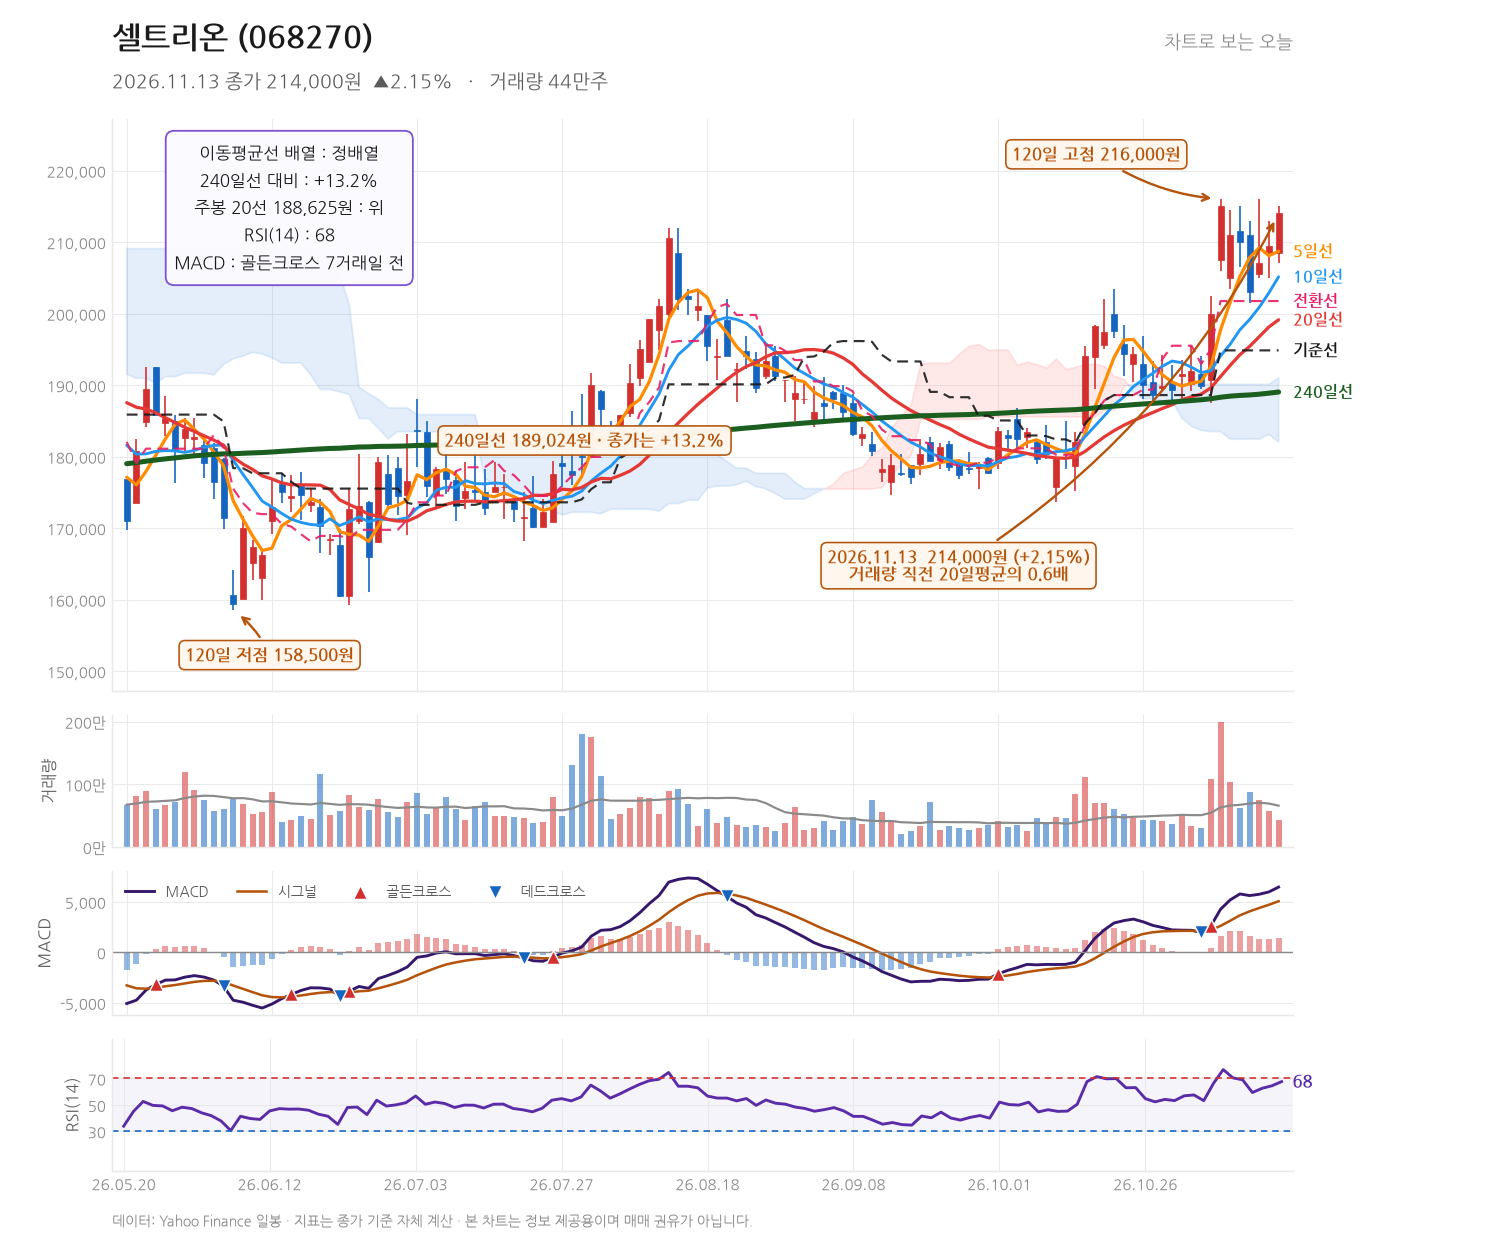 셀트리온 (068270)
차트로 보는 오늘
2026.11.13 종가 214,000원 ▲2.15% · 거래량 44만주
이동평균선 배열 : 정배열
240일선 대비 : +13.2%
주봉 20선 188,625원 : 위
RSI(14) : 68
MACD : 골든크로스 7거래일 전
120일 고점 216,000원
220,000
210,000
200,000
190,000
180,000
170,000
160,000
150,000
5일선
10일선
전환선
20일선
기준선
240일선
240일선 189,024원 · 종가는 +13.2%
2026.11.13 214,000원 (+2.15%)
거래량 직전 20일평균의 0.6배
120일 저점 158,500원
거래량
200만
100만
0만
MACD
MACD
시그널
골든크로스
데드크로스
5,000
0
-5,000
RSI(14)
70
50
30
68
26.05.20
26.06.12
26.07.03
26.07.27
26.08.18
26.09.08
26.10.01
26.10.26
데이터: Yahoo Finance 일봉 · 지표는 종가 기준 자체 계산 · 본 차트는 정보 제공용이며 매매 권유가 아닙니다.